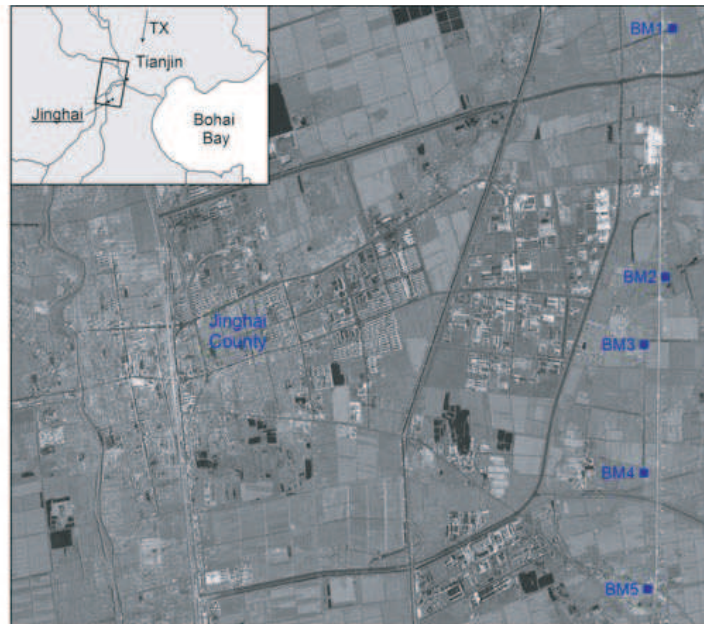 TX
Tianjin
Jinghai
Bohai
Bay
BM1
BM2
Jinghai
County
BM3
BM4
BM5